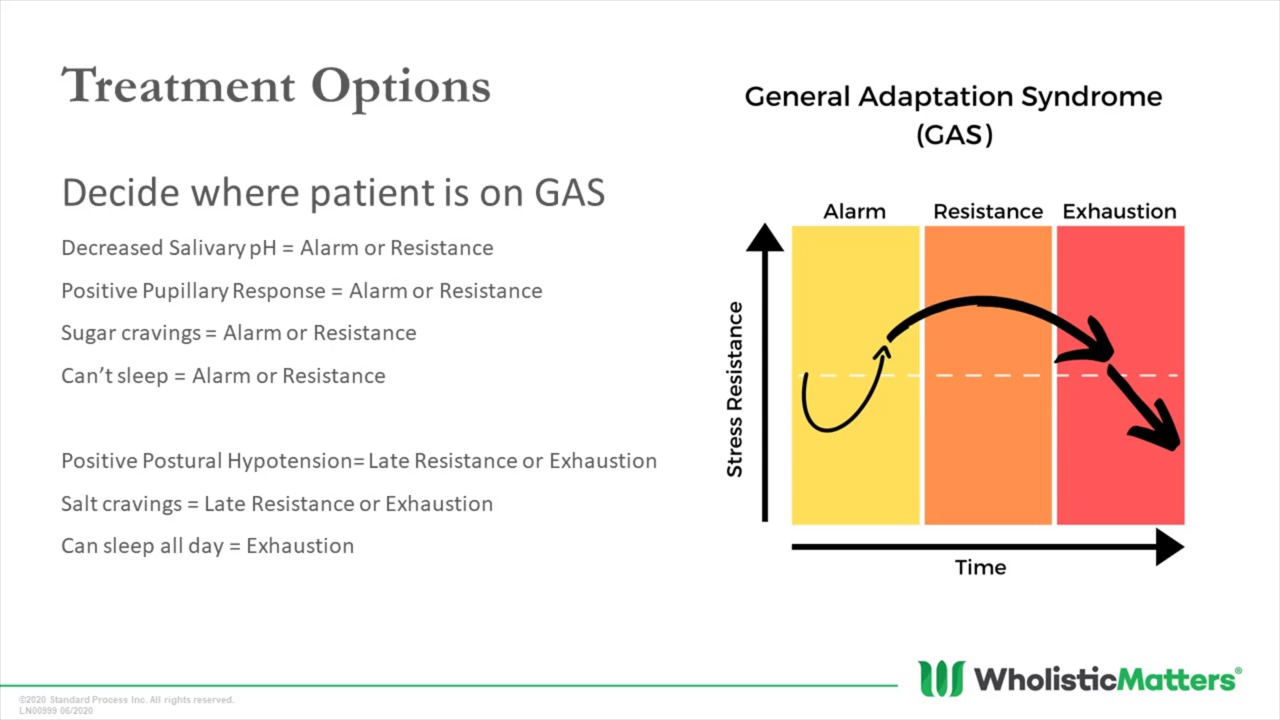 Treatment Options
Decide where patient is on GAS
Decreased Salivary pH = Alarm or Resistance
Positive Pupillary Response = Alarm or Resistance
Sugar cravings = Alarm or Resistance
Can't sleep = Alarm or Resistance
Positive Postural Hypotension= Late Resistance or Exhaustion
Salt cravings = Late Resistance or Exhaustion
Can sleep all day = Exhaustion
General Adaptation Syndrome
(GAS)
Alarm
Resistance
Exhaustion
Stress Resistance
Time
©2020 Standard Process Inc. All rights reserved.
LN00999 06/2020
WholisticMatters®